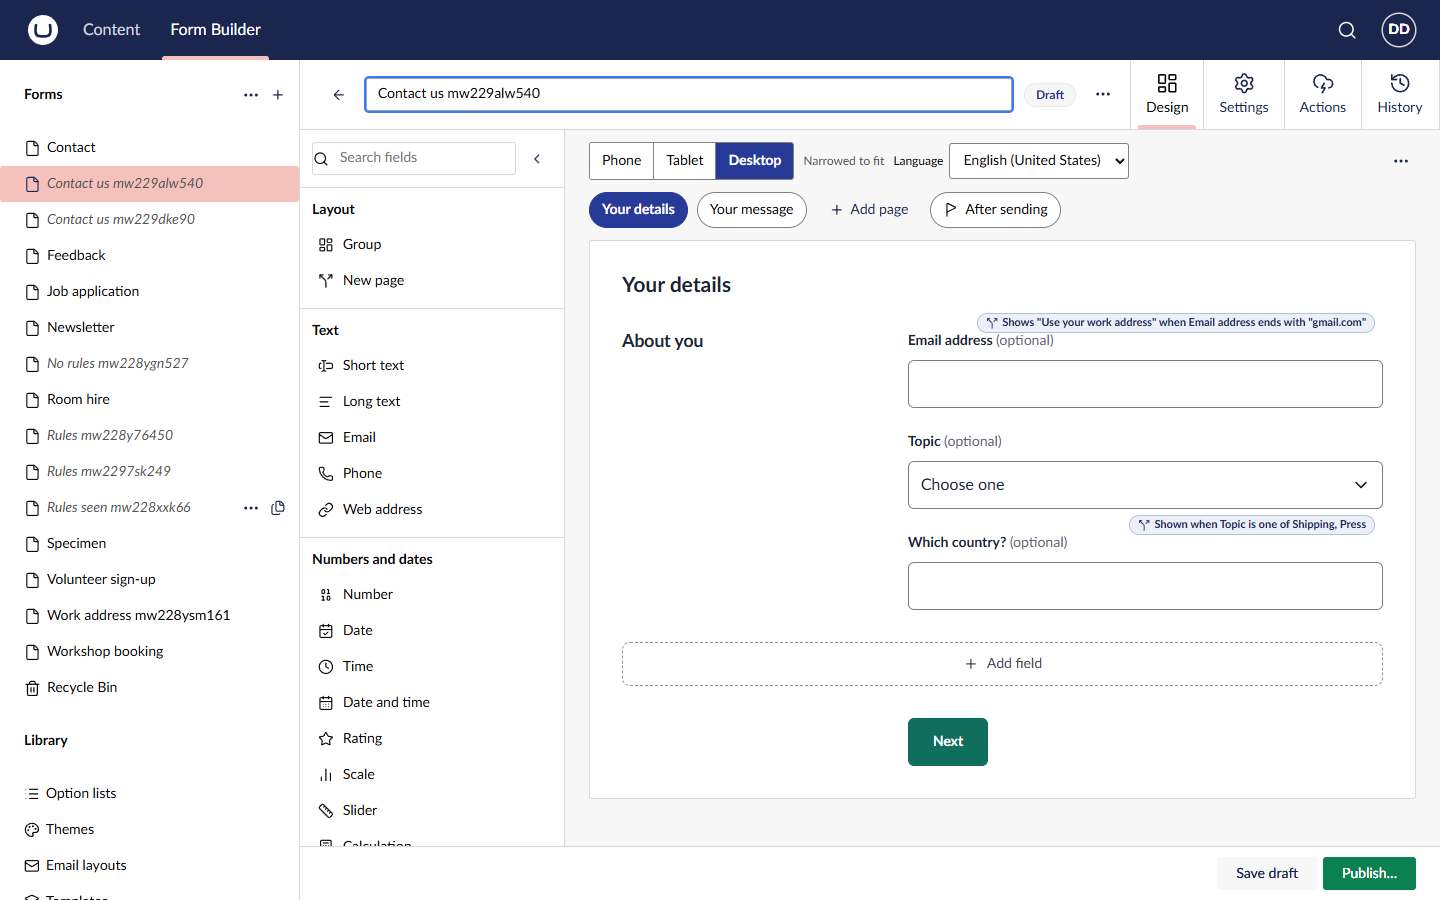 Content
Form Builder
DD
Forms
Contact
Contact us mw229alw540
Contact us mw229dke90
Feedback
Job application
Newsletter
No rules mw228ygn527
Room hire
Rules mw228y76450
Rules mw2297sk249
Rules seen mw228xxk66
Specimen
Volunteer sign-up
Work address mw228ysm161
Workshop booking
Recycle Bin
Library
Option lists
Themes
Email layouts
Templates
Contact us mw229alw540
Draft
Design
Settings
Actions
History
Search fields
Layout
Group
New page
Text
Short text
Long text
Email
Phone
Web address
Numbers and dates
Number
Date
Time
Date and time
Rating
Scale
Slider
Calculation
Phone
Tablet
Desktop
Narrowed to fit
Language
English (United States)
Your details
Your message
Add page
After sending
Your details
About you
Shows "Use your work address" when Email address ends with "gmail.com"
Email address (optional)
Topic (optional)
Choose one
Shown when Topic is one of Shipping, Press
Which country? (optional)
Add field
Next
Save draft
Publish...